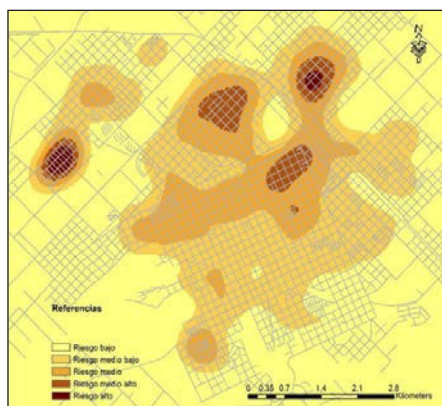 N
Referencias
Riesgo bajo
Riesgo medio bajo
Riesgo medio
Riesgo medio alto
Riesgo alto
0 0.35 0.7 1.4 2.1 2.8
Kilometers